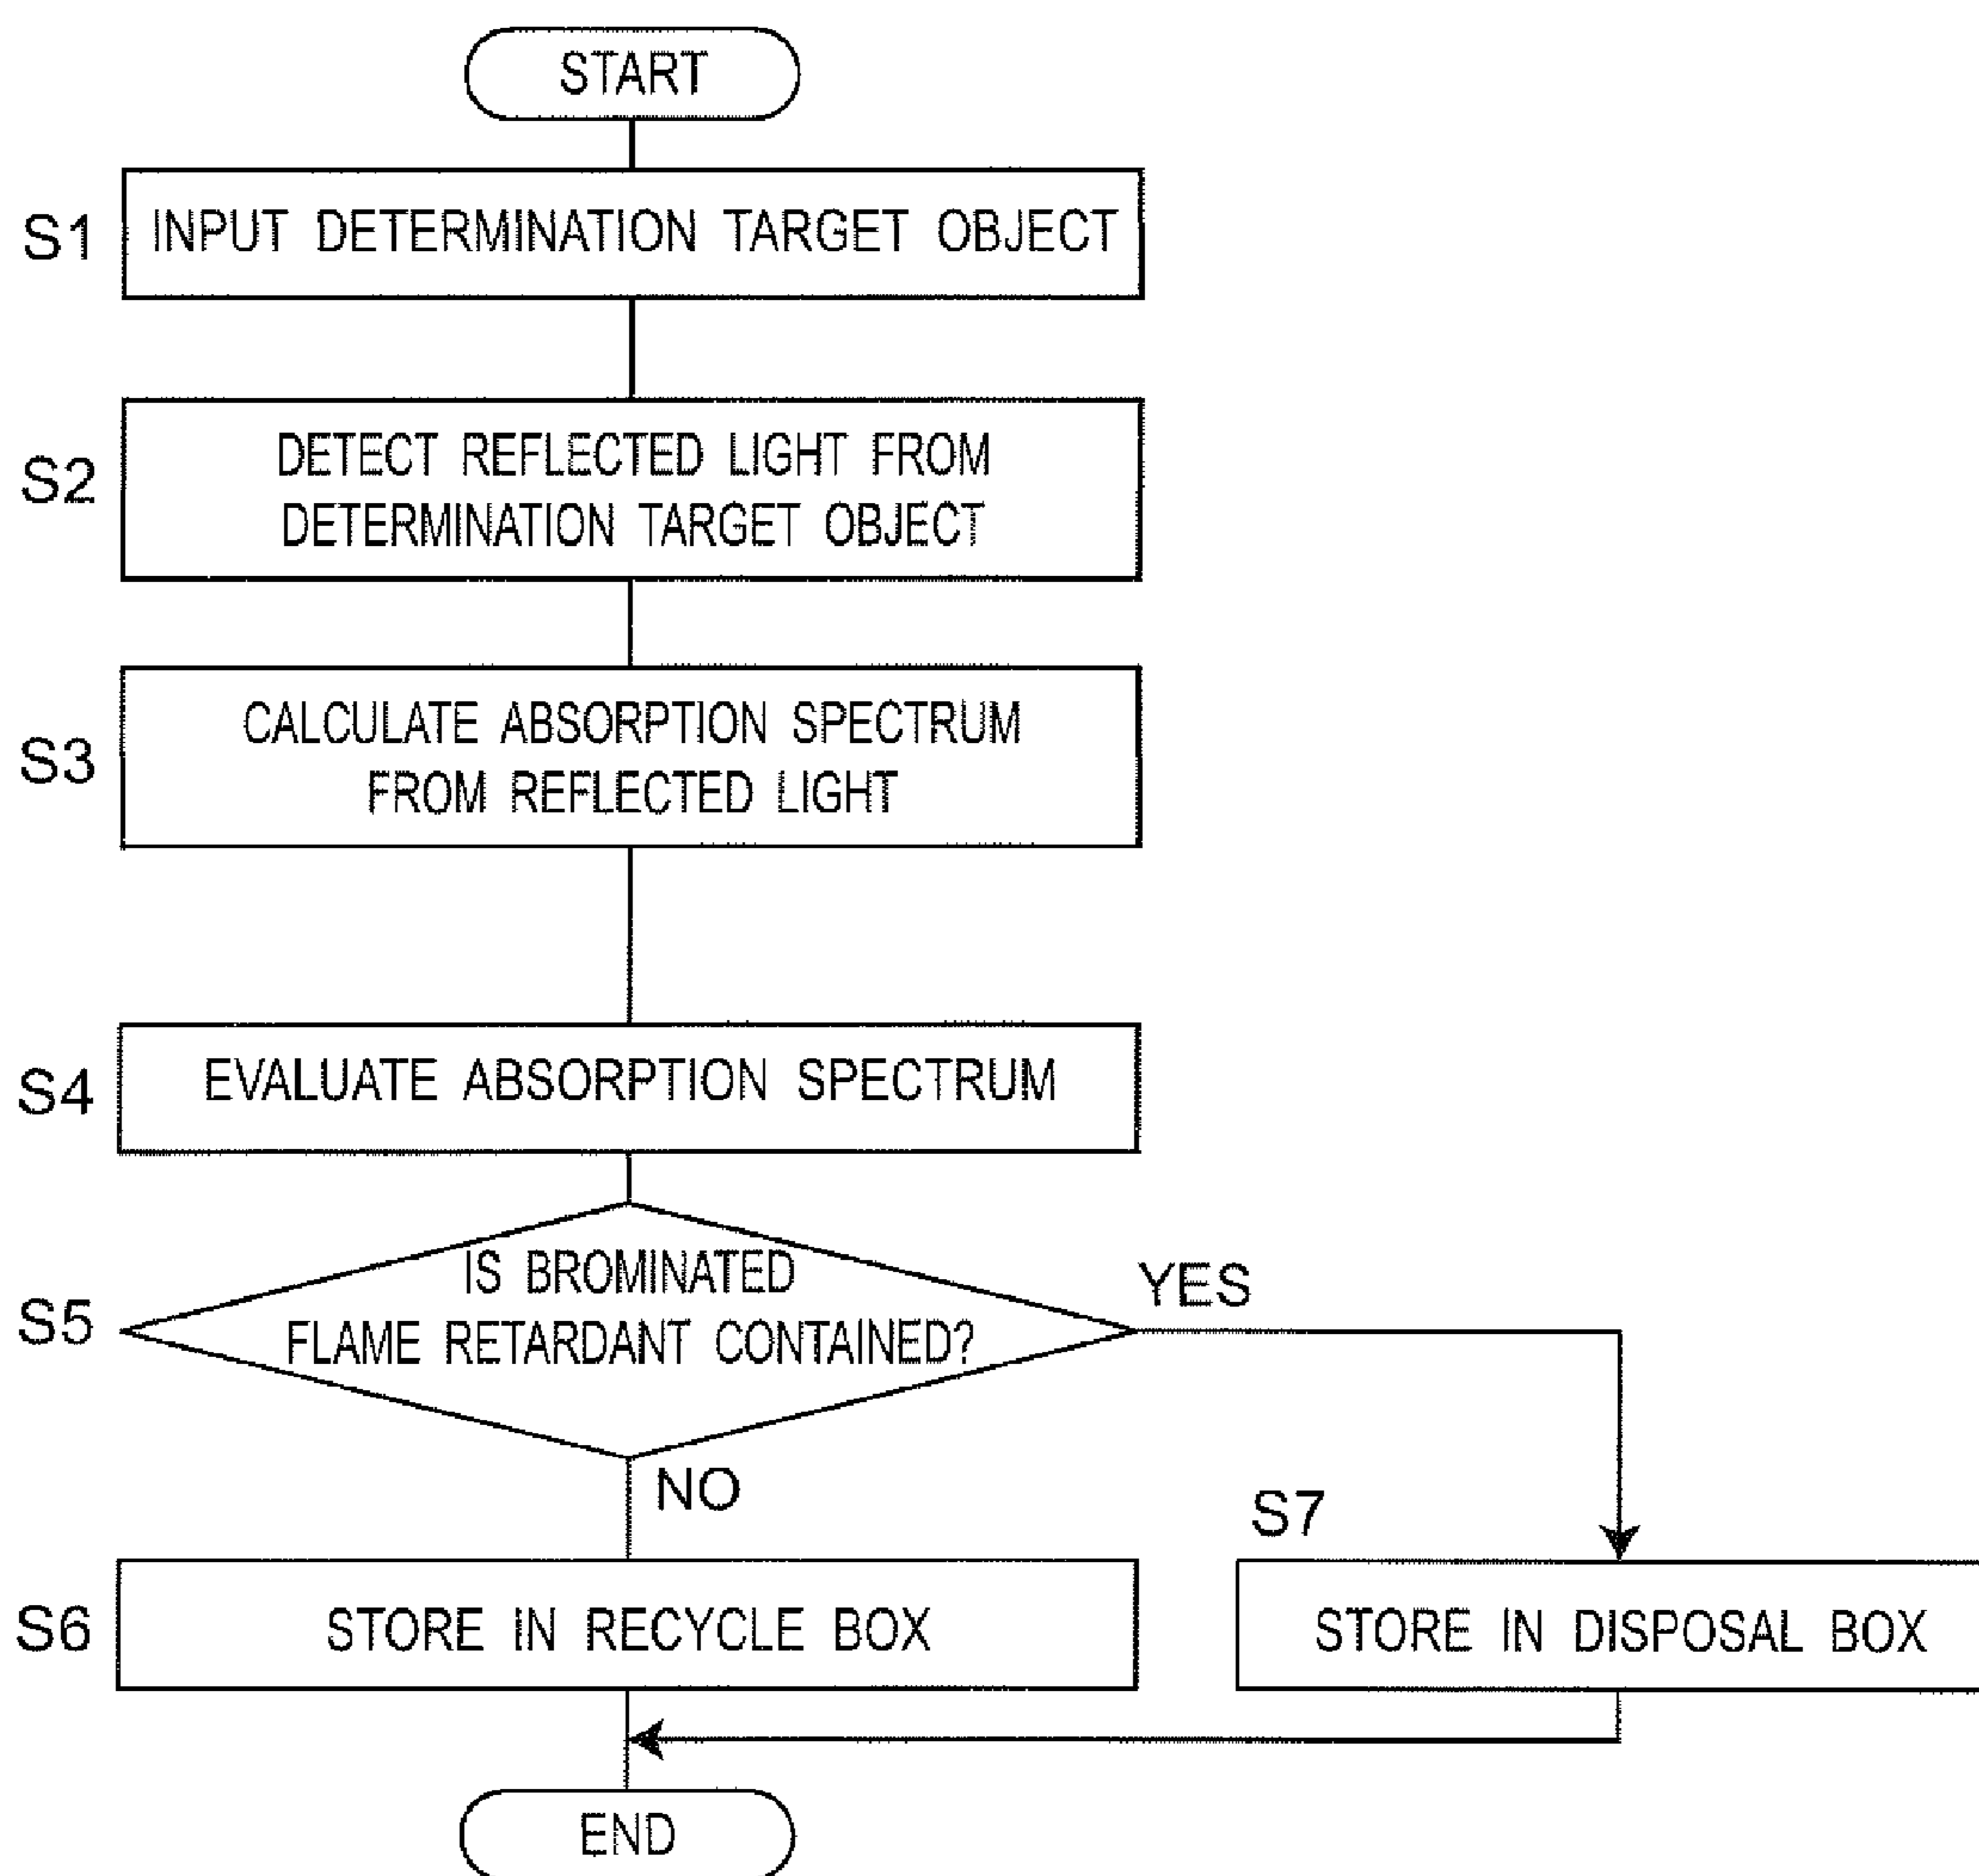 START
S1
INPUT DETERMINATION TARGET OBJECT
S2
DETECT REFLECTED LIGHT FROM
DETERMINATION TARGET OBJECT
S3
CALCULATE ABSORPTION SPECTRUM
FROM REFLECTED LIGHT
S4
EVALUATE ABSORPTION SPECTRUM
S5
IS BROMINATED
FLAME RETARDANT CONTAINED?
YES
NO
S6
STORE IN RECYCLE BOX
S7
STORE IN DISPOSAL BOX
END